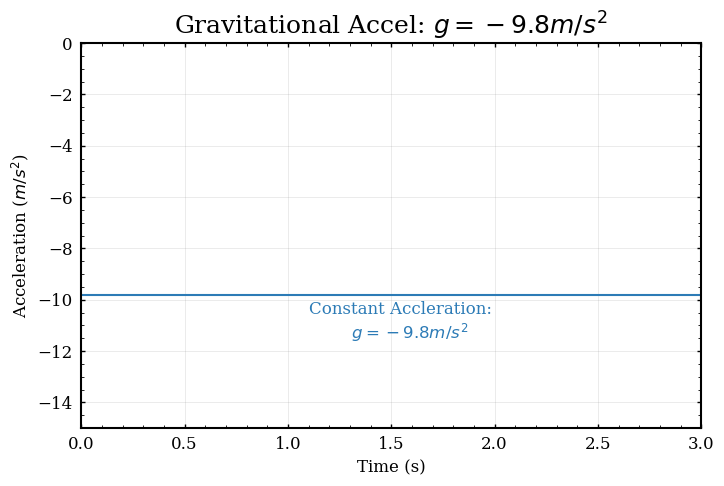 Gravitational Accel: g = −9.8m/s²
0
−2
−4
−6
−8
−10
−12
−14
Acceleration (m/s²)
Constant Accleration:
g = −9.8m/s²
0.0 0.5 1.0 1.5 2.0 2.5 3.0
Time (s)